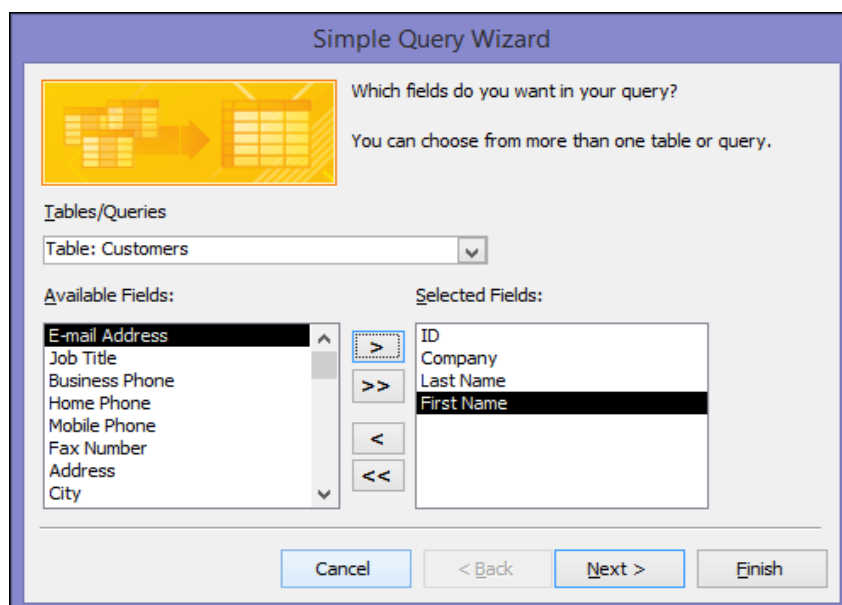 Simple Query Wizard
Which fields do you want in your query?
You can choose from more than one table or query.
Tables/Queries
Table: Customers
Available Fields:
E-mail Address
Job Title
Business Phone
Home Phone
Mobile Phone
Fax Number
Address
City
>
>>
<
<<
Selected Fields:
ID
Company
Last Name
First Name
Cancel
< Back
Next >
Finish